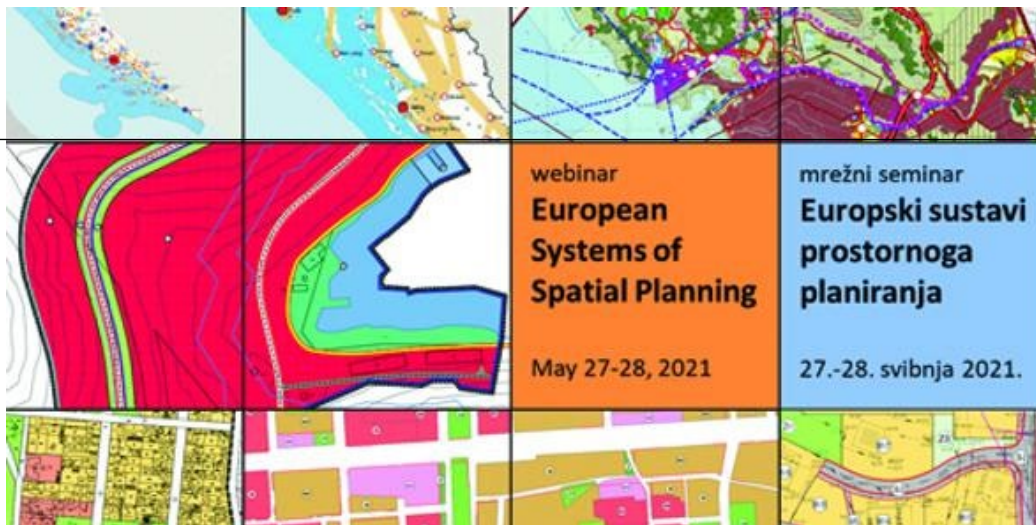 webinar
European
Systems of
Spatial Planning
May 27-28, 2021
mrežni seminar
Europski sustavi
prostornoga
planiranja
27.-28. svibnja 2021.